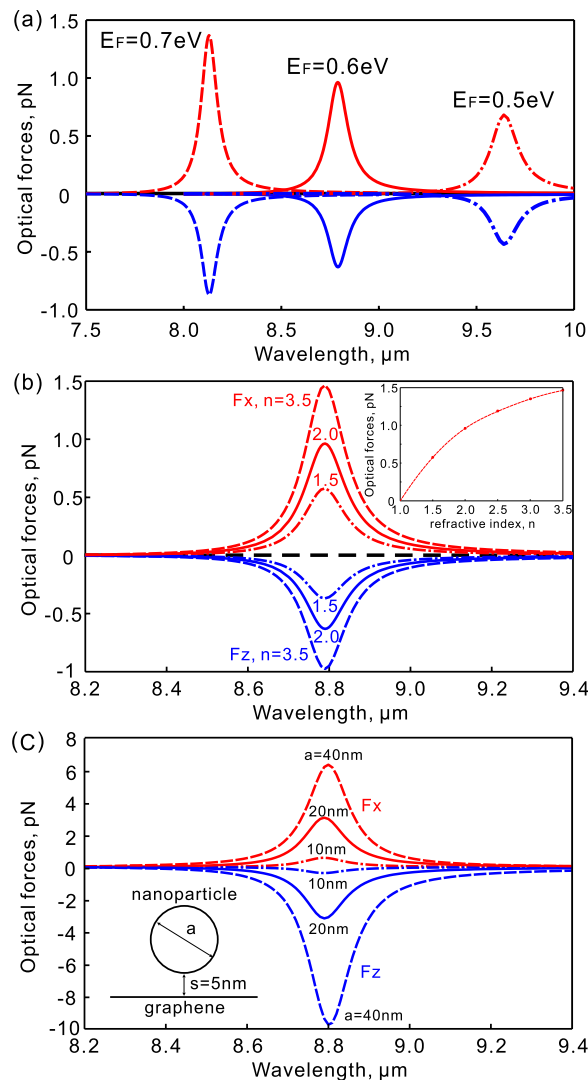 (a)
1.5
1.0
0.5
0
-0.5
-1.0
Optical forces, pN
E_F=0.7eV
E_F=0.6eV
E_F=0.5eV
7.5 8.0 8.5 9.0 9.5 10
Wavelength, μm
(b)
1.5
1.0
0.5
0
-0.5
-1
Optical forces, pN
Fx, n=3.5
2.0
1.5
1.5
2.0
Fz, n=3.5
1.5
1.0
0.5
0
Optical forces, pN
1.0 1.5 2.0 2.5 3.0 3.5
refractive index, n
8.2 8.4 8.6 8.8 9.0 9.2 9.4
Wavelength, μm
(C)
8
6
4
2
0
-2
-4
-6
-8
-10
Optical forces, pN
a=40nm
20nm
Fx
10nm
10nm
20nm
Fz
a=40nm
nanoparticle
a
s=5nm
graphene
8.2 8.4 8.6 8.8 9.0 9.2 9.4
Wavelength, μm